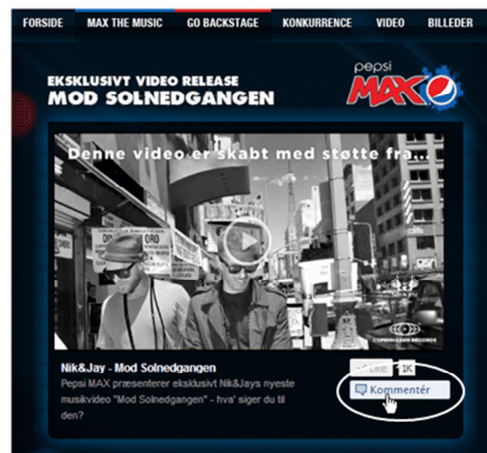 FORSIDE MAX THE MUSIC GO BACKSTAGE KONKURRENCE VIDEO BILLEDER
pepsi
MAX
EKSKLUSIVT VIDEO RELEASE
MOD SOLNEDGANGEN
Denne video er skabt med støtte fra...
ORO
COPENHAGEN RECORDS
Nik&Jay - Mod Solnedgangen
Like 1K
Pepsi MAX præsenterer eksklusivt Nik&Jays nyeste
musikvideo "Mod Solnedgangen" - hva' siger du til
den?
Kommentér